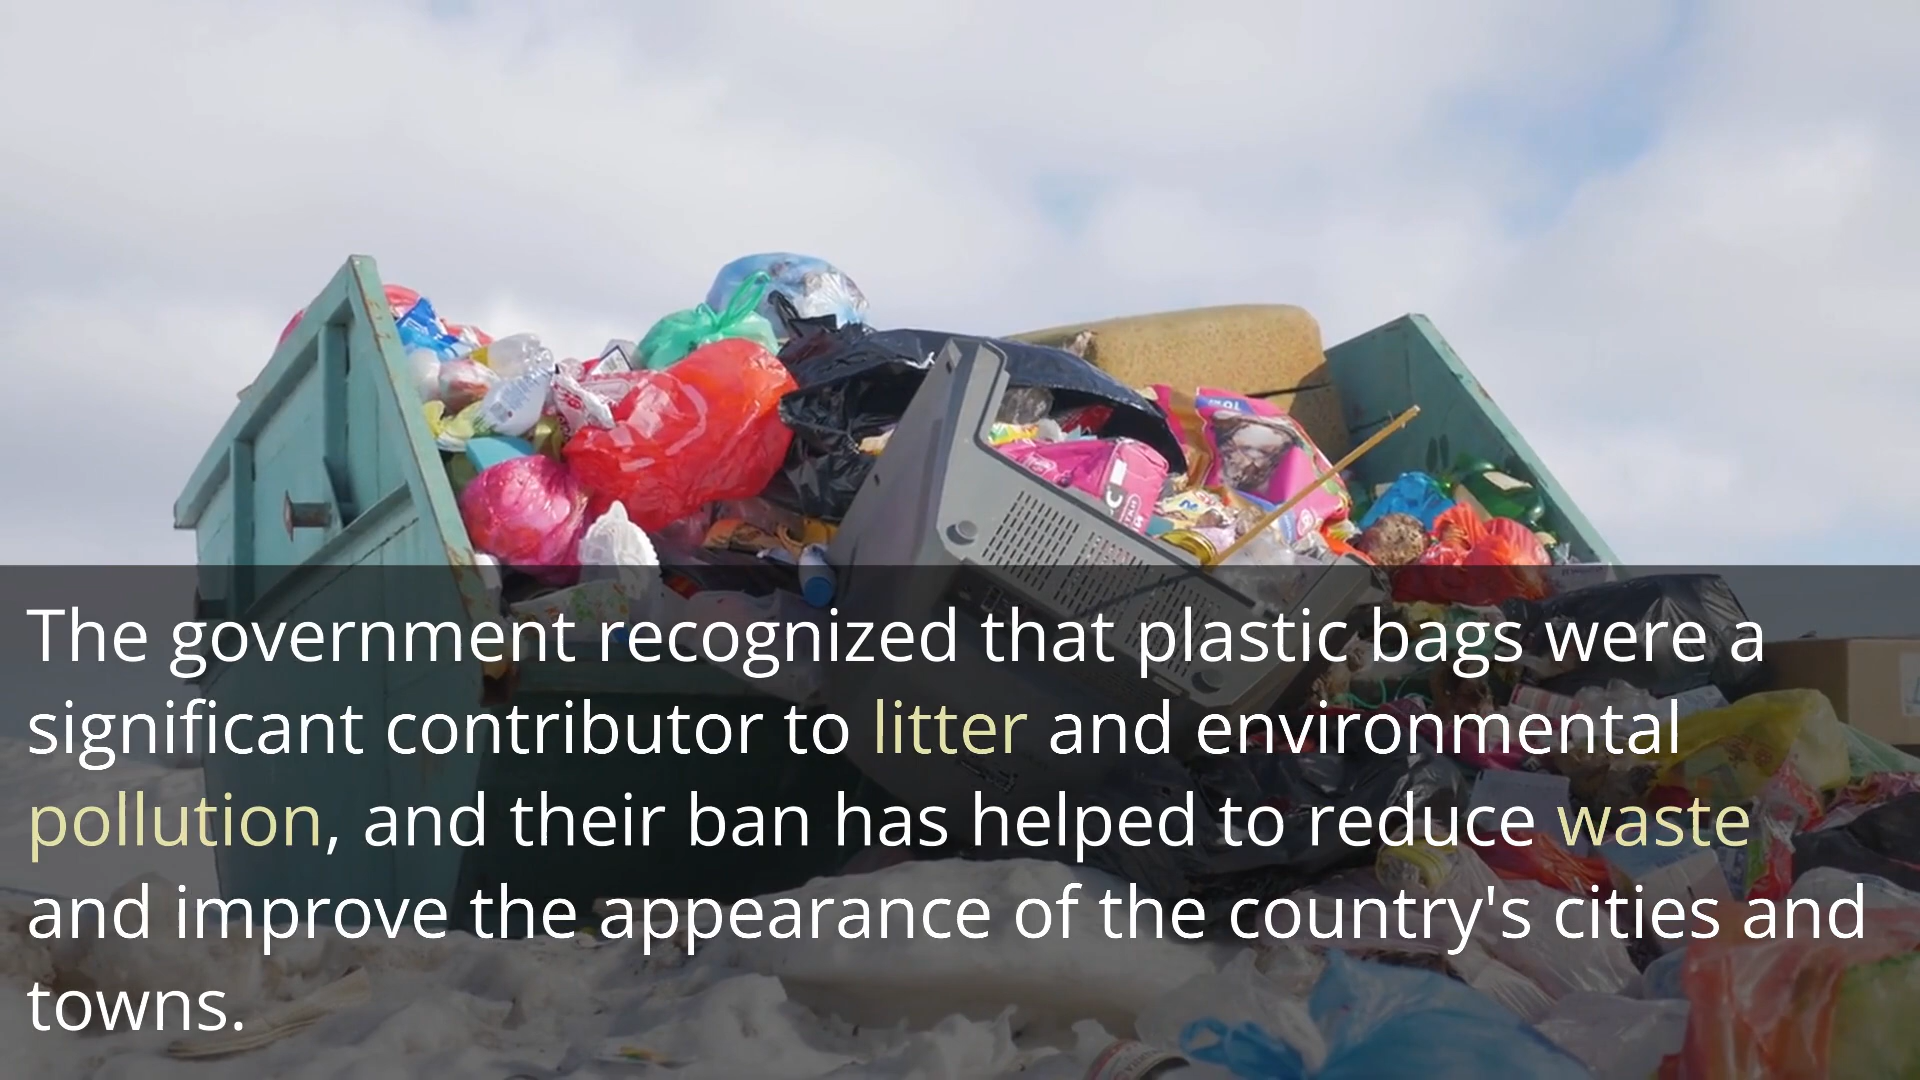 The government recognized that plastic bags were a
significant contributor to litter and environmental
pollution, and their ban has helped to reduce waste
and improve the appearance of the country's cities and
towns.